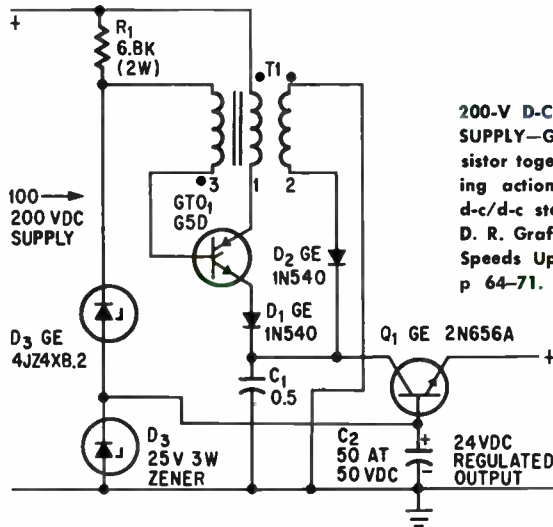 +
R1
6.8K
(2W)
T1
3
1
2
100
200 VDC
SUPPLY
GTO1
G5D
D2 GE
1N540
D1 GE
1N540
D3 GE
4JZ4X8.2
C1
0.5
Q1 GE 2N656A
+
D3
25V 3W
ZENER
C2
50 AT
50 VDC
+
−
24VDC
REGULATED
OUTPUT
200-V D-C
SUPPLY—G
sistor toge
ing action
d-c/d-c st
D. R. Graf
Speeds Up
p 64–71.